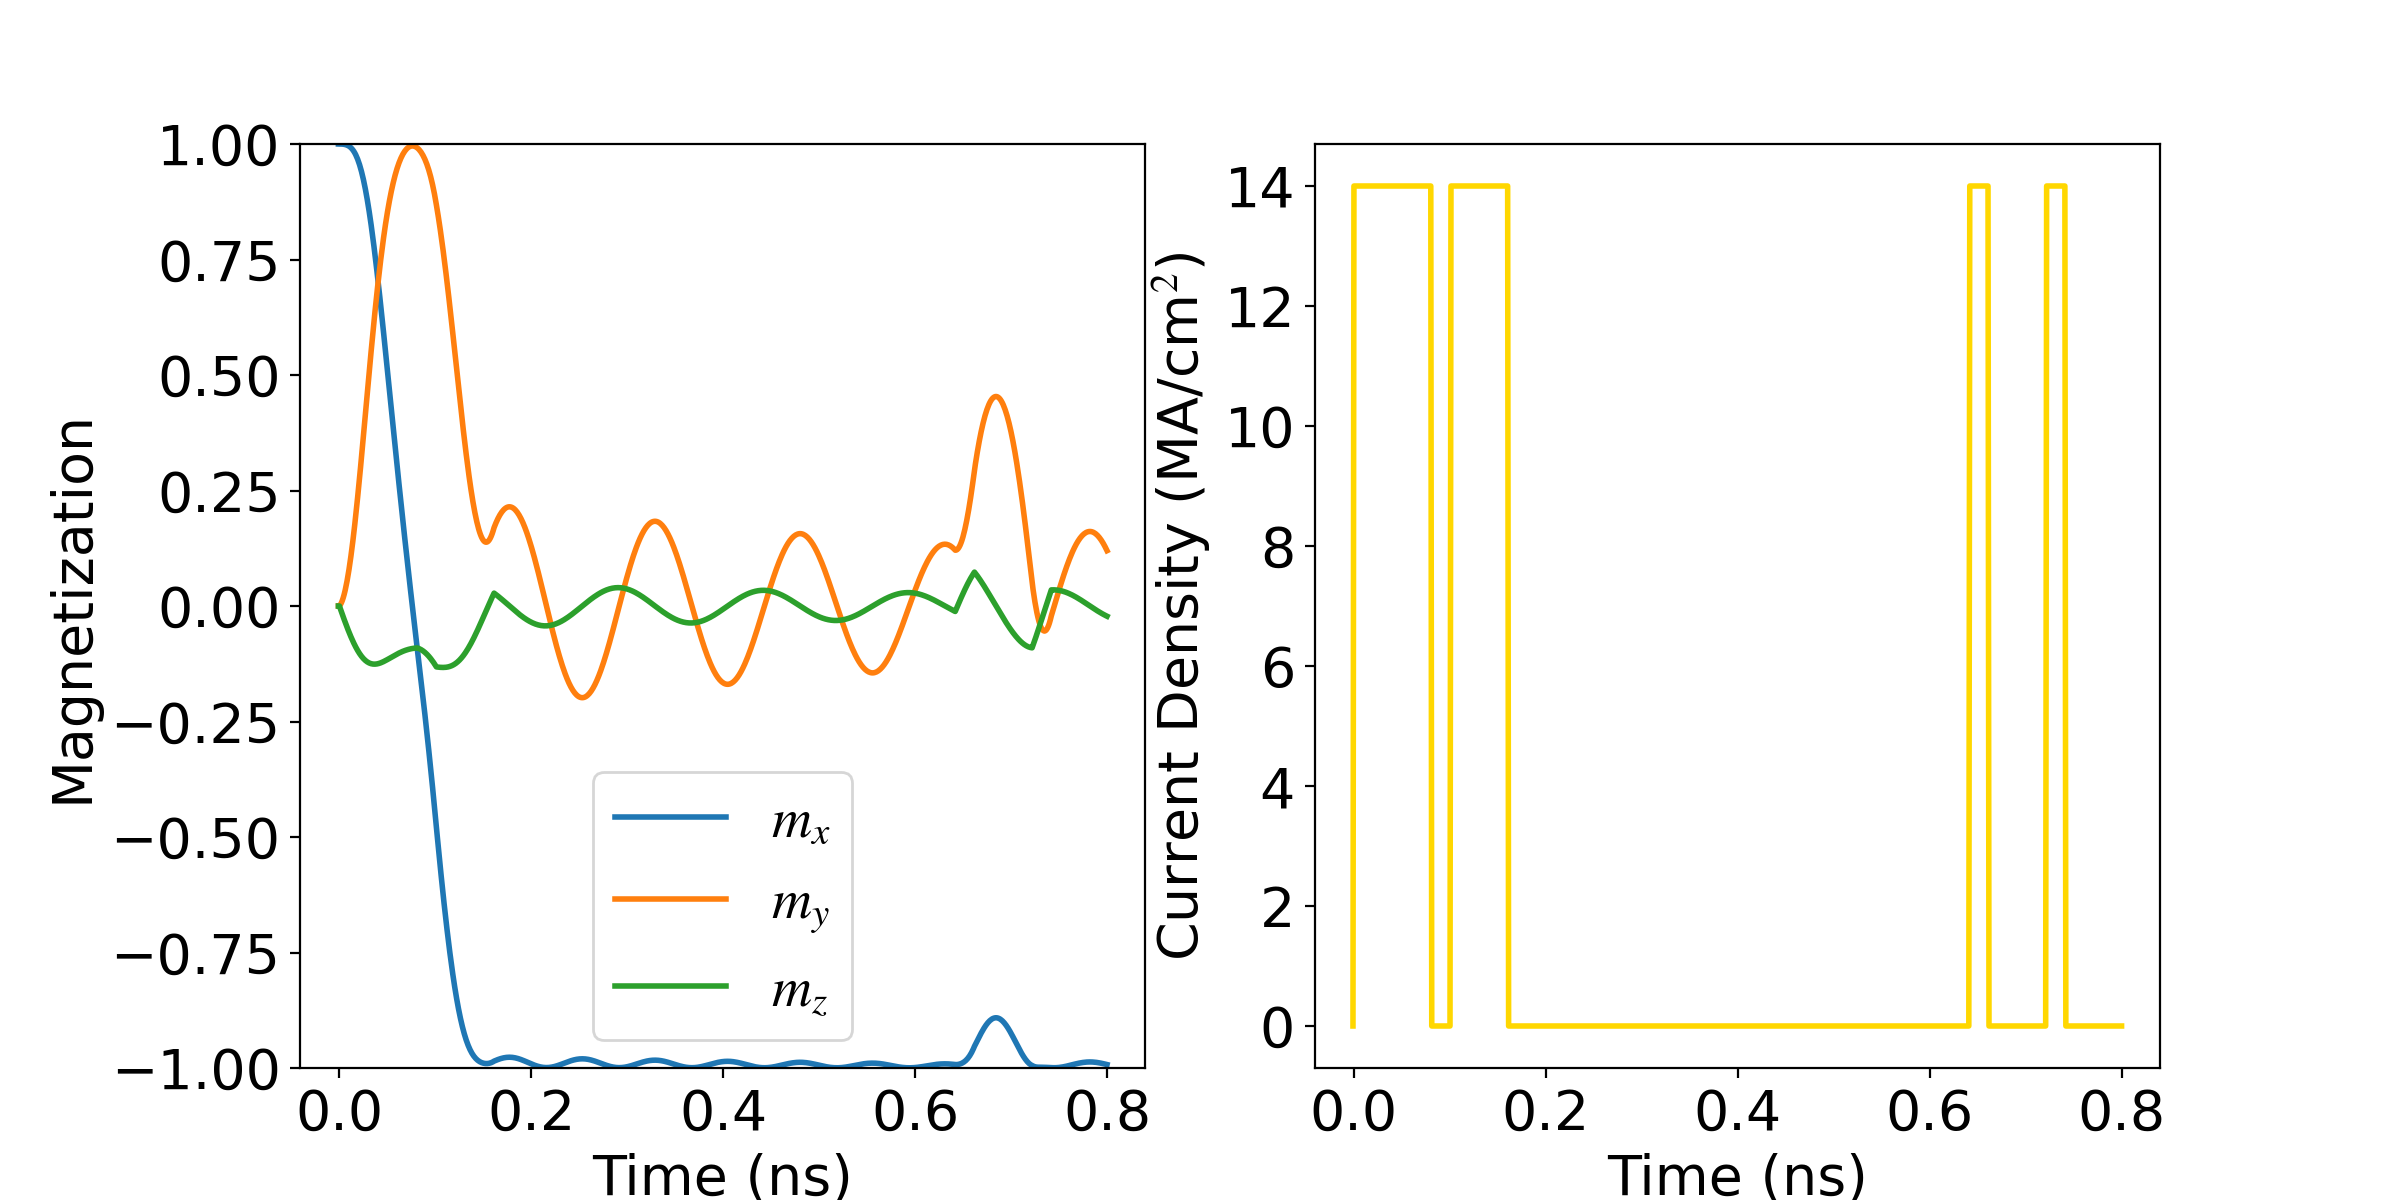 Magnetization
1.00
0.75
0.50
0.25
0.00
−0.25
−0.50
−0.75
−1.00
0.0 0.2 0.4 0.6 0.8
Time (ns)
m_x
m_y
m_z
Current Density (MA/cm²)
14
12
10
8
6
4
2
0
0.0 0.2 0.4 0.6 0.8
Time (ns)